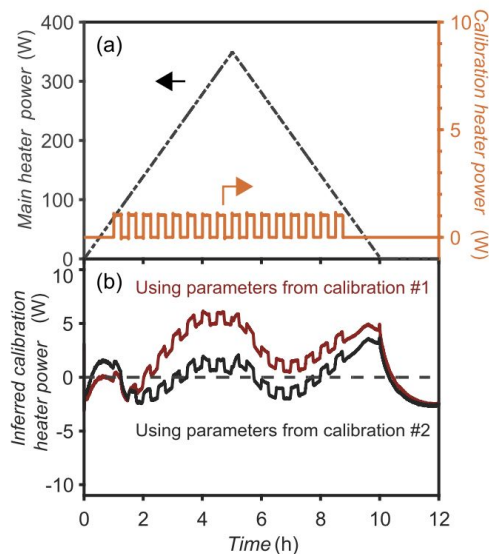 (a)
Main heater power (W)
400
300
200
100
0
Calibration heater power (W)
10
5
0
(b)
Using parameters from calibration #1
Using parameters from calibration #2
Inferred calibration
heater power (W)
10
5
0
-5
-10
0
2
4
6
8
10
12
Time (h)